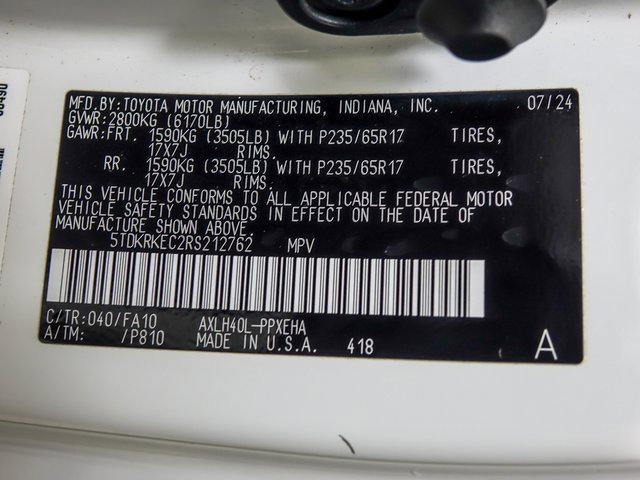 MFD.BY:TOYOTA MOTOR MANUFACTURING, INDIANA, INC. 07/24
GVWR:2800KG (6170LB)
GAWR:FRT. 1590KG (3505LB) WITH P235/65R17 TIRES,
17X7J RIMS.
RR. 1590KG (3505LB) WITH P235/65R17 TIRES,
17X7J RIMS.
THIS VEHICLE CONFORMS TO ALL APPLICABLE FEDERAL MOTOR
VEHICLE SAFETY STANDARDS IN EFFECT ON THE DATE OF
MANUFACTURE SHOWN ABOVE.
5TDKRKEC2RS212762 MPV
C/TR:040/FA10 AXLH40L-PPXEHA
A/TM: /P810 MADE IN U.S.A. 418 A